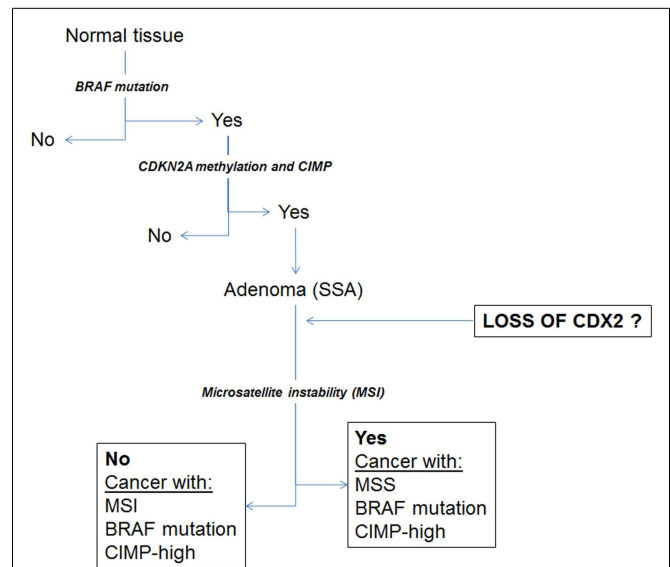 Normal tissue
BRAF mutation
No
Yes
CDKN2A methylation and CIMP
No
Yes
Adenoma (SSA)
LOSS OF CDX2 ?
Microsatellite instability (MSI)
No
Cancer with:
MSI
BRAF mutation
CIMP-high
Yes
Cancer with:
MSS
BRAF mutation
CIMP-high